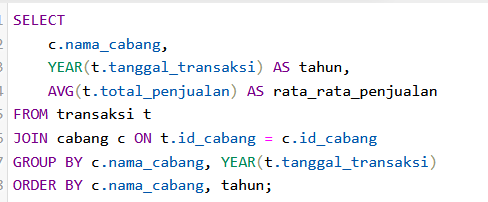 SELECT
c.nama_cabang,
YEAR(t.tanggal_transaksi) AS tahun,
AVG(t.total_penjualan) AS rata_rata_penjualan
FROM transaksi t
JOIN cabang c ON t.id_cabang = c.id_cabang
GROUP BY c.nama_cabang, YEAR(t.tanggal_transaksi)
ORDER BY c.nama_cabang, tahun;